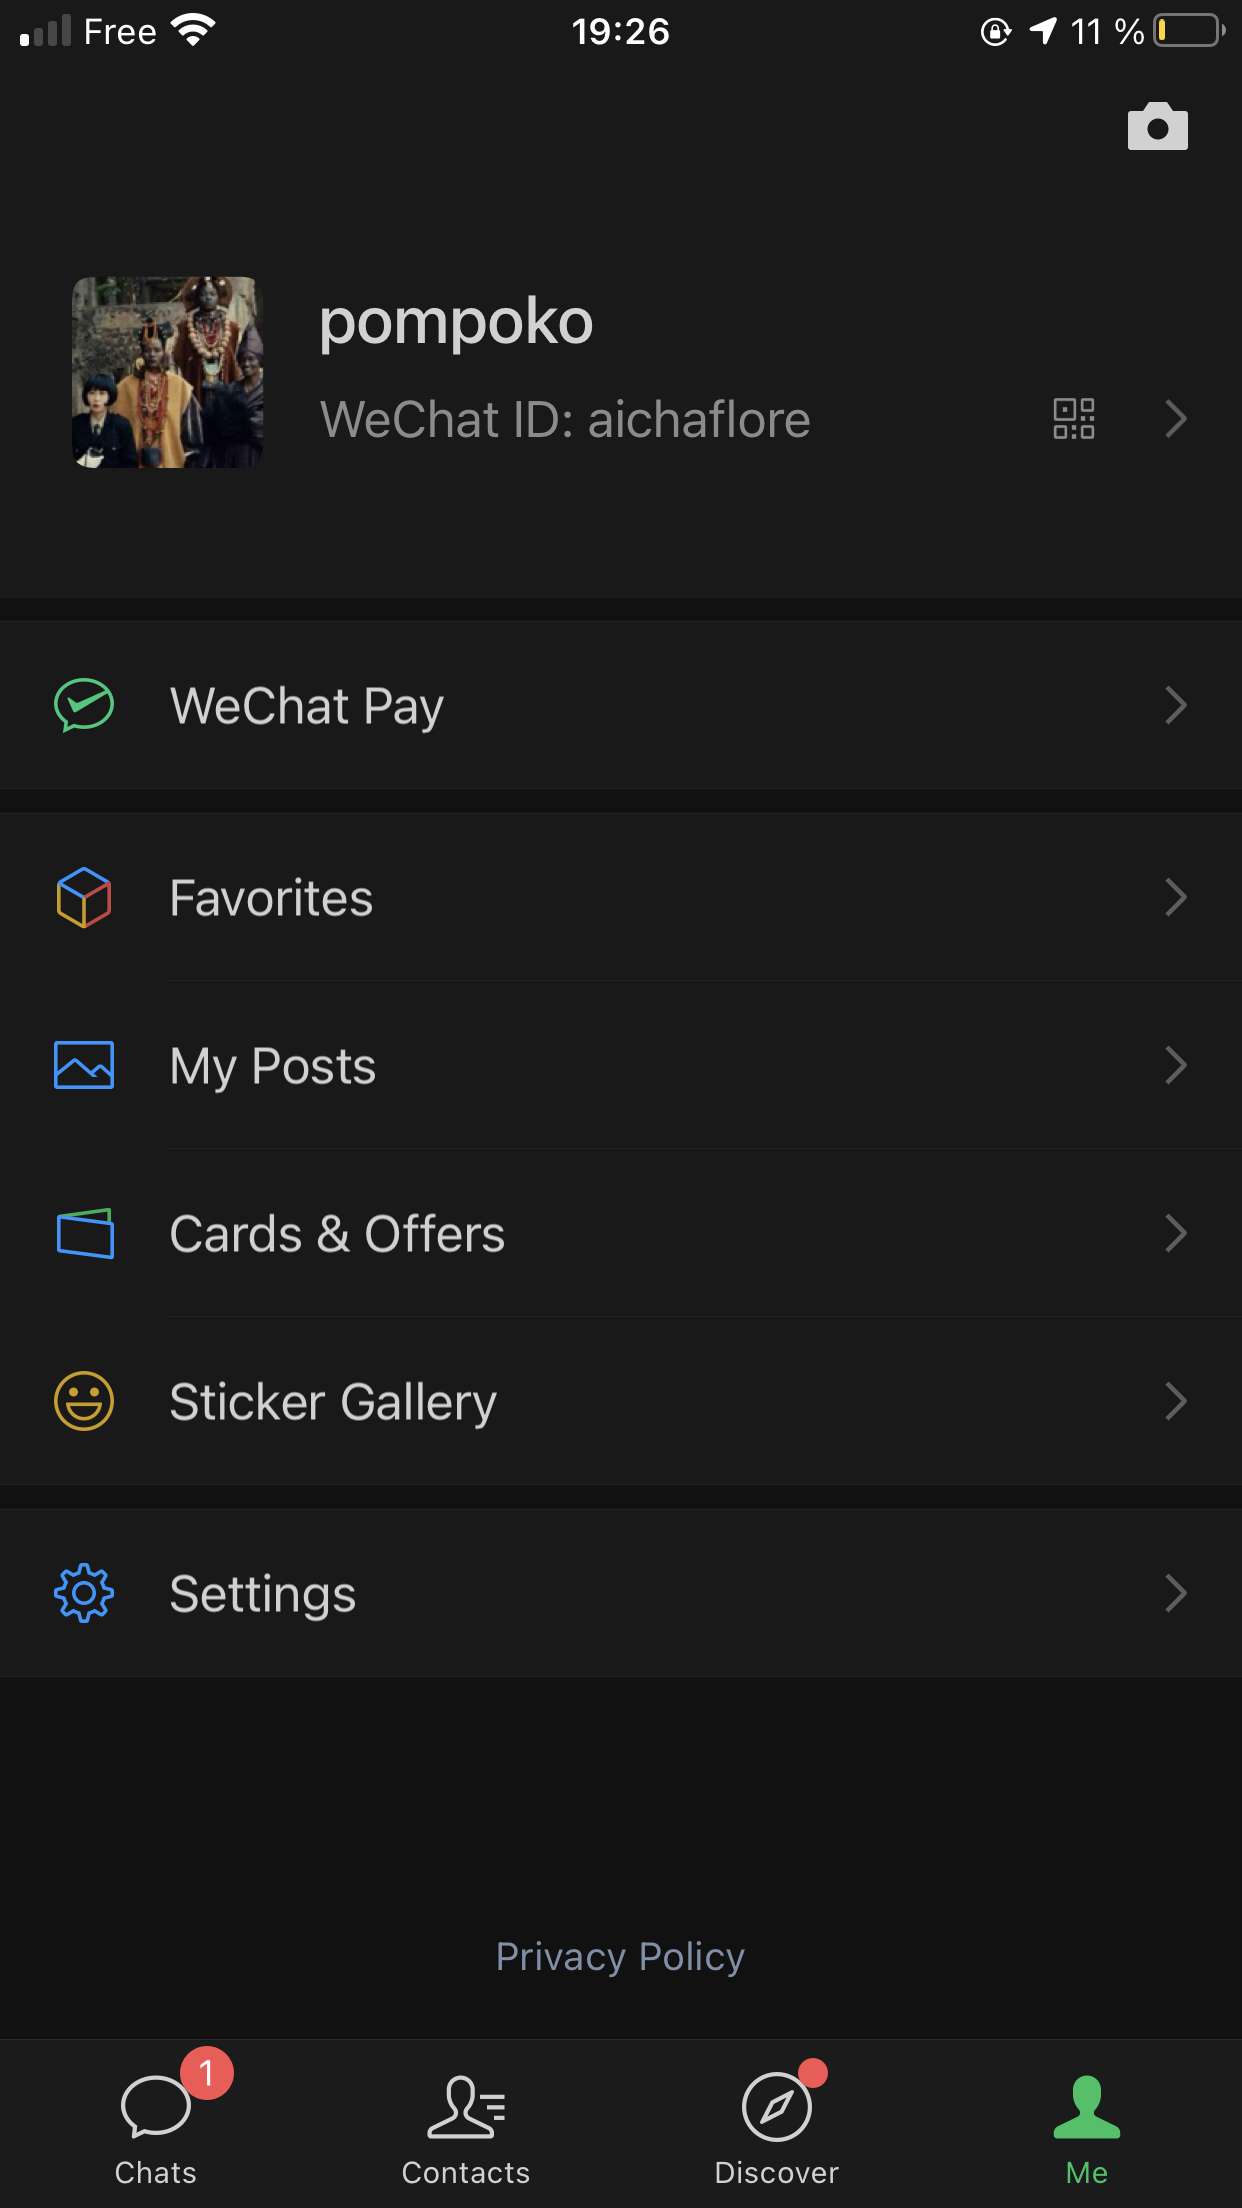 Free 19:26 11 %
pompoko
WeChat ID: aichaflore
WeChat Pay
Favorites
My Posts
Cards & Offers
Sticker Gallery
Settings
Privacy Policy
1
Chats Contacts Discover Me